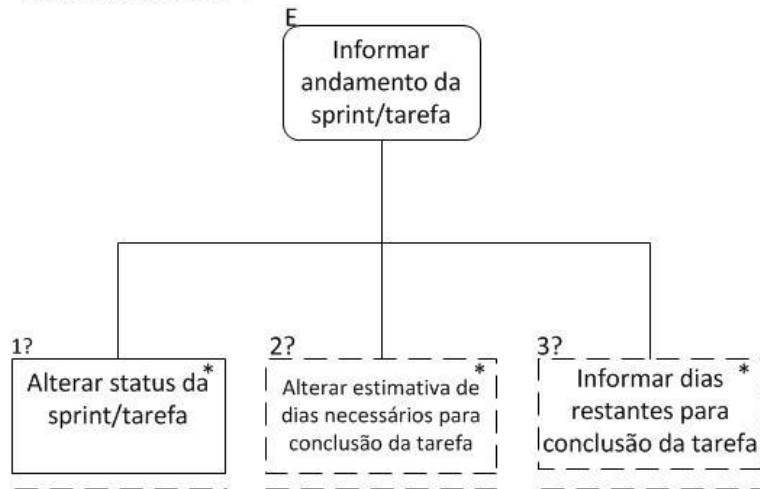 E
Informar
andamento da
sprint/tarefa
1?
Alterar status da *
sprint/tarefa
2?
*
Alterar estimativa de
dias necessários para
conclusão da tarefa
3?
Informar dias *
restantes para
conclusão da tarefa